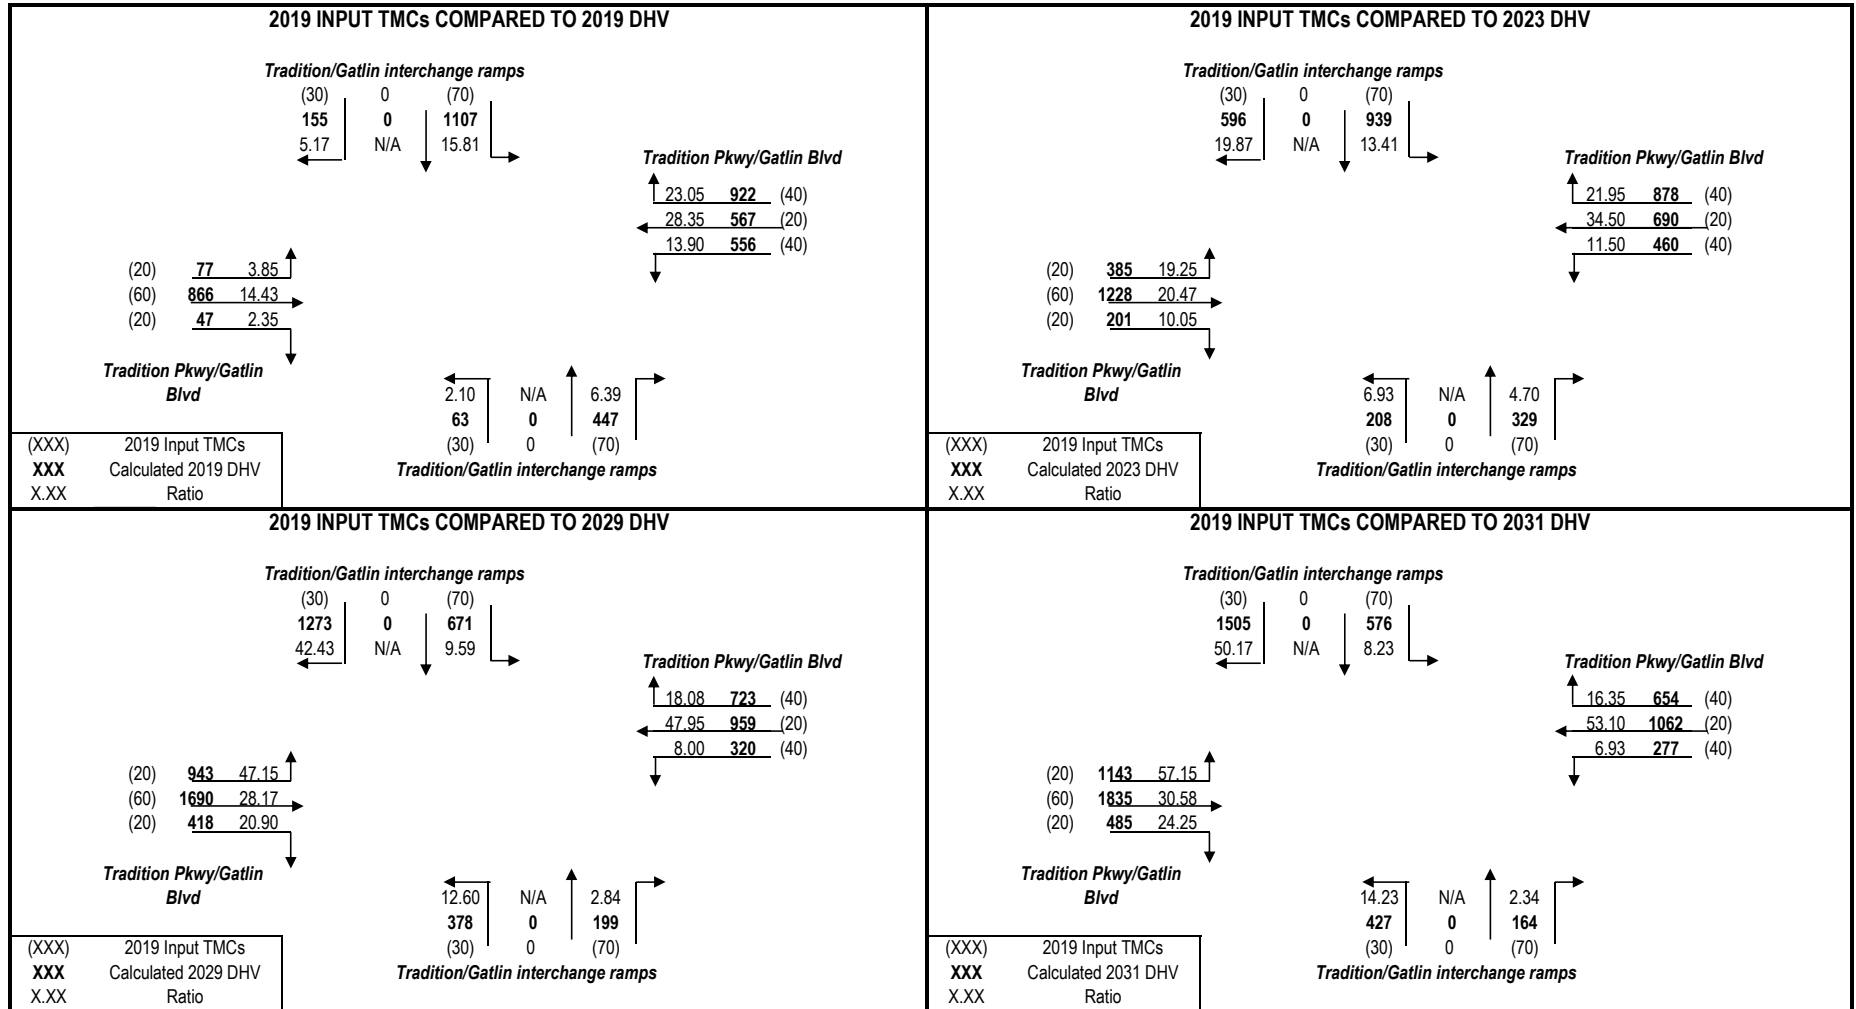 2019 INPUT TMCs COMPARED TO 2019 DHV
Tradition/Gatlin interchange ramps
(30) 0 (70)
155 0 1107
5.17 N/A 15.81
Tradition Pkwy/Gatlin Blvd
23.05 922 (40)
28.35 567 (20)
13.90 556 (40)
(20) 77 3.85
(60) 866 14.43
(20) 47 2.35
Tradition Pkwy/Gatlin
Blvd
2.10 N/A 6.39
63 0 447
(30) 0 (70)
Tradition/Gatlin interchange ramps
(XXX) 2019 Input TMCs
XXX Calculated 2019 DHV
X.XX Ratio
2019 INPUT TMCs COMPARED TO 2023 DHV
Tradition/Gatlin interchange ramps
(30) 0 (70)
596 0 939
19.87 N/A 13.41
Tradition Pkwy/Gatlin Blvd
21.95 878 (40)
34.50 690 (20)
11.50 460 (40)
(20) 385 19.25
(60) 1228 20.47
(20) 201 10.05
Tradition Pkwy/Gatlin
Blvd
6.93 N/A 4.70
208 0 329
(30) 0 (70)
Tradition/Gatlin interchange ramps
(XXX) 2019 Input TMCs
XXX Calculated 2023 DHV
X.XX Ratio
2019 INPUT TMCs COMPARED TO 2029 DHV
Tradition/Gatlin interchange ramps
(30) 0 (70)
1273 0 671
42.43 N/A 9.59
Tradition Pkwy/Gatlin Blvd
18.08 723 (40)
47.95 959 (20)
8.00 320 (40)
(20) 943 47.15
(60) 1690 28.17
(20) 418 20.90
Tradition Pkwy/Gatlin
Blvd
12.60 N/A 2.84
378 0 199
(30) 0 (70)
Tradition/Gatlin interchange ramps
(XXX) 2019 Input TMCs
XXX Calculated 2029 DHV
X.XX Ratio
2019 INPUT TMCs COMPARED TO 2031 DHV
Tradition/Gatlin interchange ramps
(30) 0 (70)
1505 0 576
50.17 N/A 8.23
Tradition Pkwy/Gatlin Blvd
16.35 654 (40)
53.10 1062 (20)
6.93 277 (40)
(20) 1143 57.15
(60) 1835 30.58
(20) 485 24.25
Tradition Pkwy/Gatlin
Blvd
14.23 N/A 2.34
427 0 164
(30) 0 (70)
Tradition/Gatlin interchange ramps
(XXX) 2019 Input TMCs
XXX Calculated 2031 DHV
X.XX Ratio